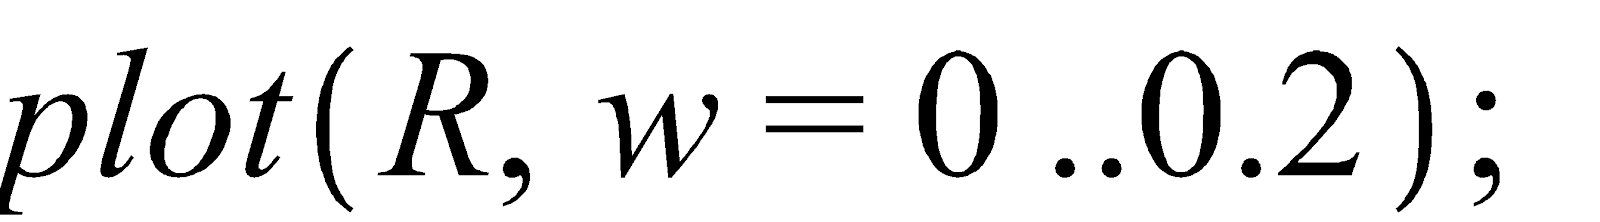 plot(R, w = 0 ..0.2);